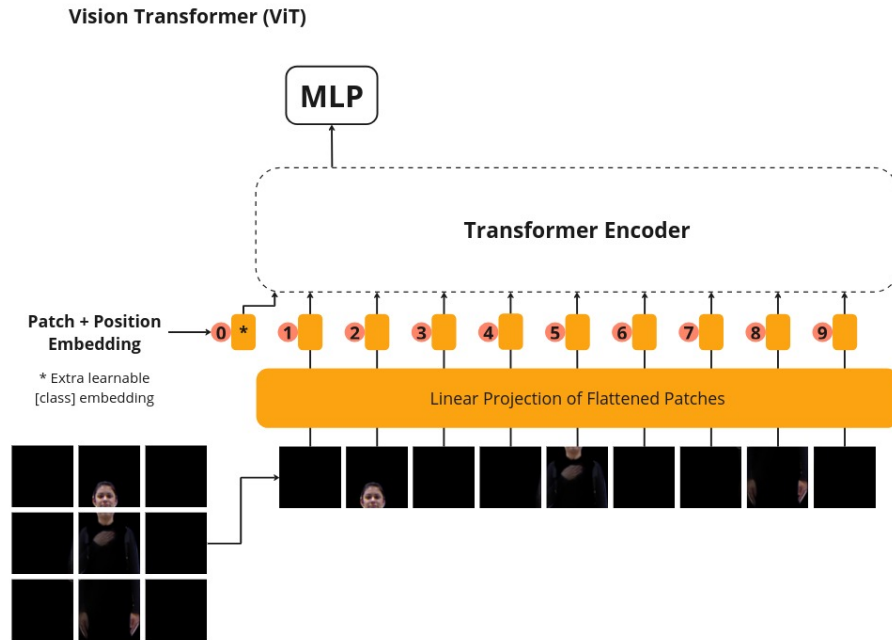 Vision Transformer (ViT)
MLP
Transformer Encoder
Patch + Position
Embedding
0 * 1 2 3 4 5 6 7 8 9
* Extra learnable
[class] embedding
Linear Projection of Flattened Patches